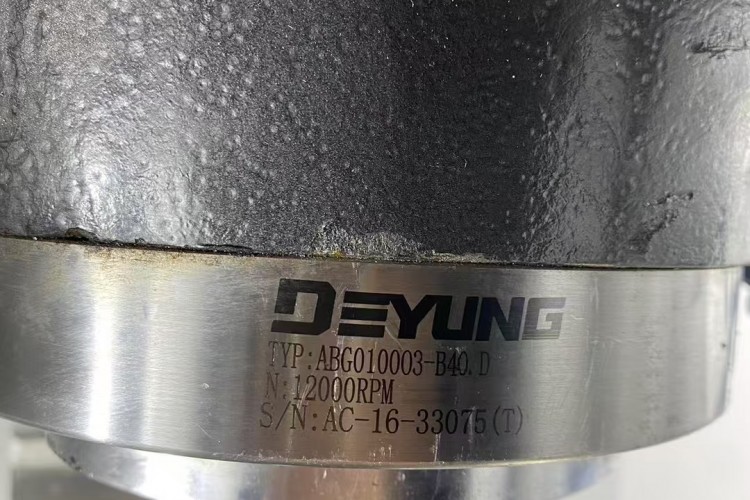 DEYUNG
TYP:ABG010003-B40.D
N:12000RPM
S/N:AC-16-33075(T)